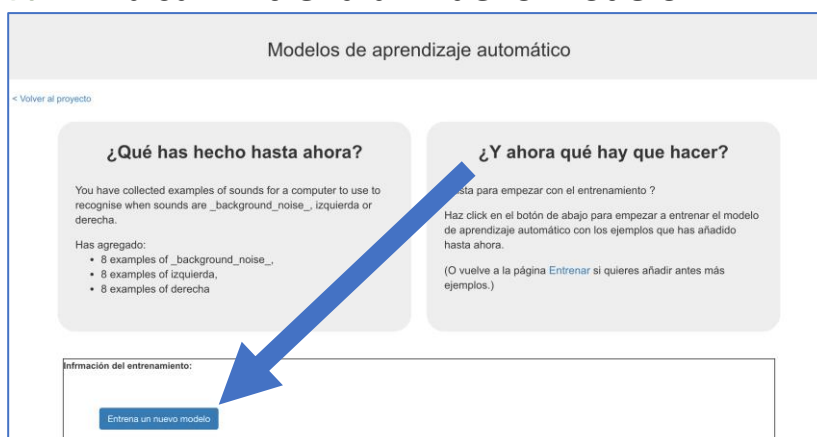 Modelos de aprendizaje automático
< Volver al proyecto
¿Qué has hecho hasta ahora?
You have collected examples of sounds for a computer to use to
recognise when sounds are _background_noise_, izquierda or
derecha.
Has agregado:
• 8 examples of _background_noise_,
• 8 examples of izquierda,
• 8 examples of derecha
¿Y ahora qué hay que hacer?
para empezar con el entrenamiento ?
Haz click en el botón de abajo para empezar a entrenar el modelo
de aprendizaje automático con los ejemplos que has añadido
hasta ahora.
(O vuelve a la página Entrenar si quieres añadir antes más
ejemplos.)
Infrmación del entrenamiento:
Entrena un nuevo modelo